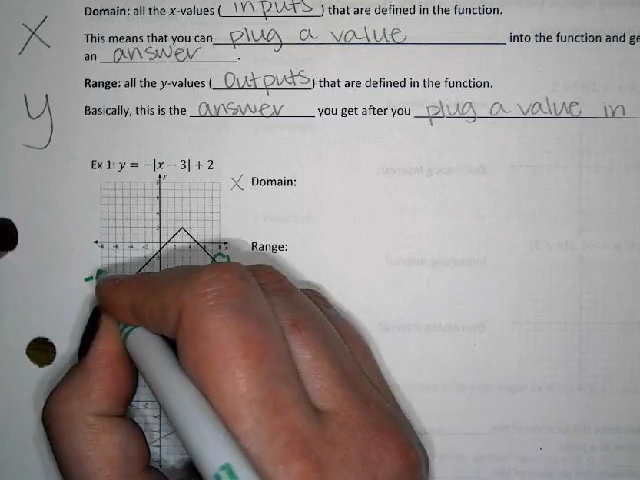 Domain: all the x-values (inputs) that are defined in the function.
x This means that you can plug a value into the function and ge
an answer.
Range: all the y-values (outputs) that are defined in the function.
y Basically, this is the answer you get after you plug a value in
Ex 1: y = -|x - 3| + 2
x Domain:
Range: